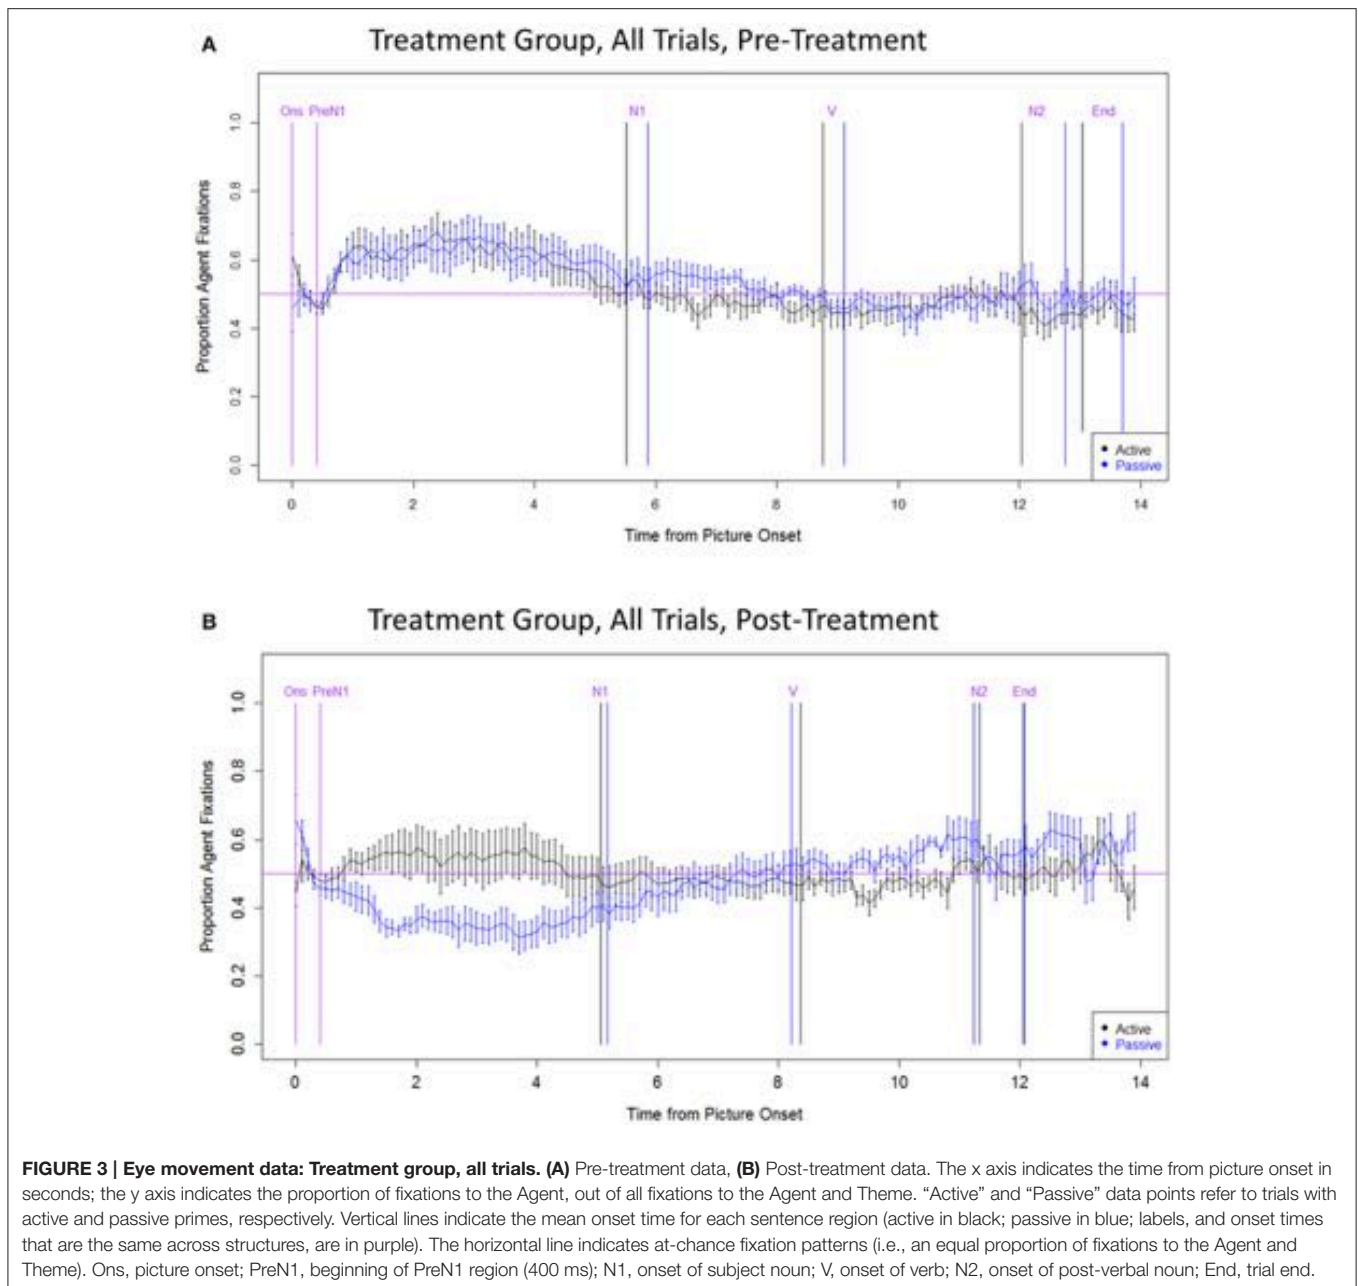 A
Treatment Group, All Trials, Pre-Treatment
Ons PreN1 N1 V N2 End
Proportion Agent Fixations
1.0
0.8
0.6
0.4
0.2
0.0
Active
Passive
0 2 4 6 8 10 12 14
Time from Picture Onset
B
Treatment Group, All Trials, Post-Treatment
Ons PreN1 N1 V N2 End
Proportion Agent Fixations
1.0
0.8
0.6
0.4
0.2
0.0
Active
Passive
0 2 4 6 8 10 12 14
Time from Picture Onset
FIGURE 3 | Eye movement data: Treatment group, all trials. (A) Pre-treatment data, (B) Post-treatment data. The x axis indicates the time from picture onset in
seconds; the y axis indicates the proportion of fixations to the Agent, out of all fixations to the Agent and Theme. “Active” and “Passive” data points refer to trials with
active and passive primes, respectively. Vertical lines indicate the mean onset time for each sentence region (active in black; passive in blue; labels, and onset times
that are the same across structures, are in purple). The horizontal line indicates at-chance fixation patterns (i.e., an equal proportion of fixations to the Agent and
Theme). Ons, picture onset; PreN1, beginning of PreN1 region (400 ms); N1, onset of subject noun; V, onset of verb; N2, onset of post-verbal noun; End, trial end.